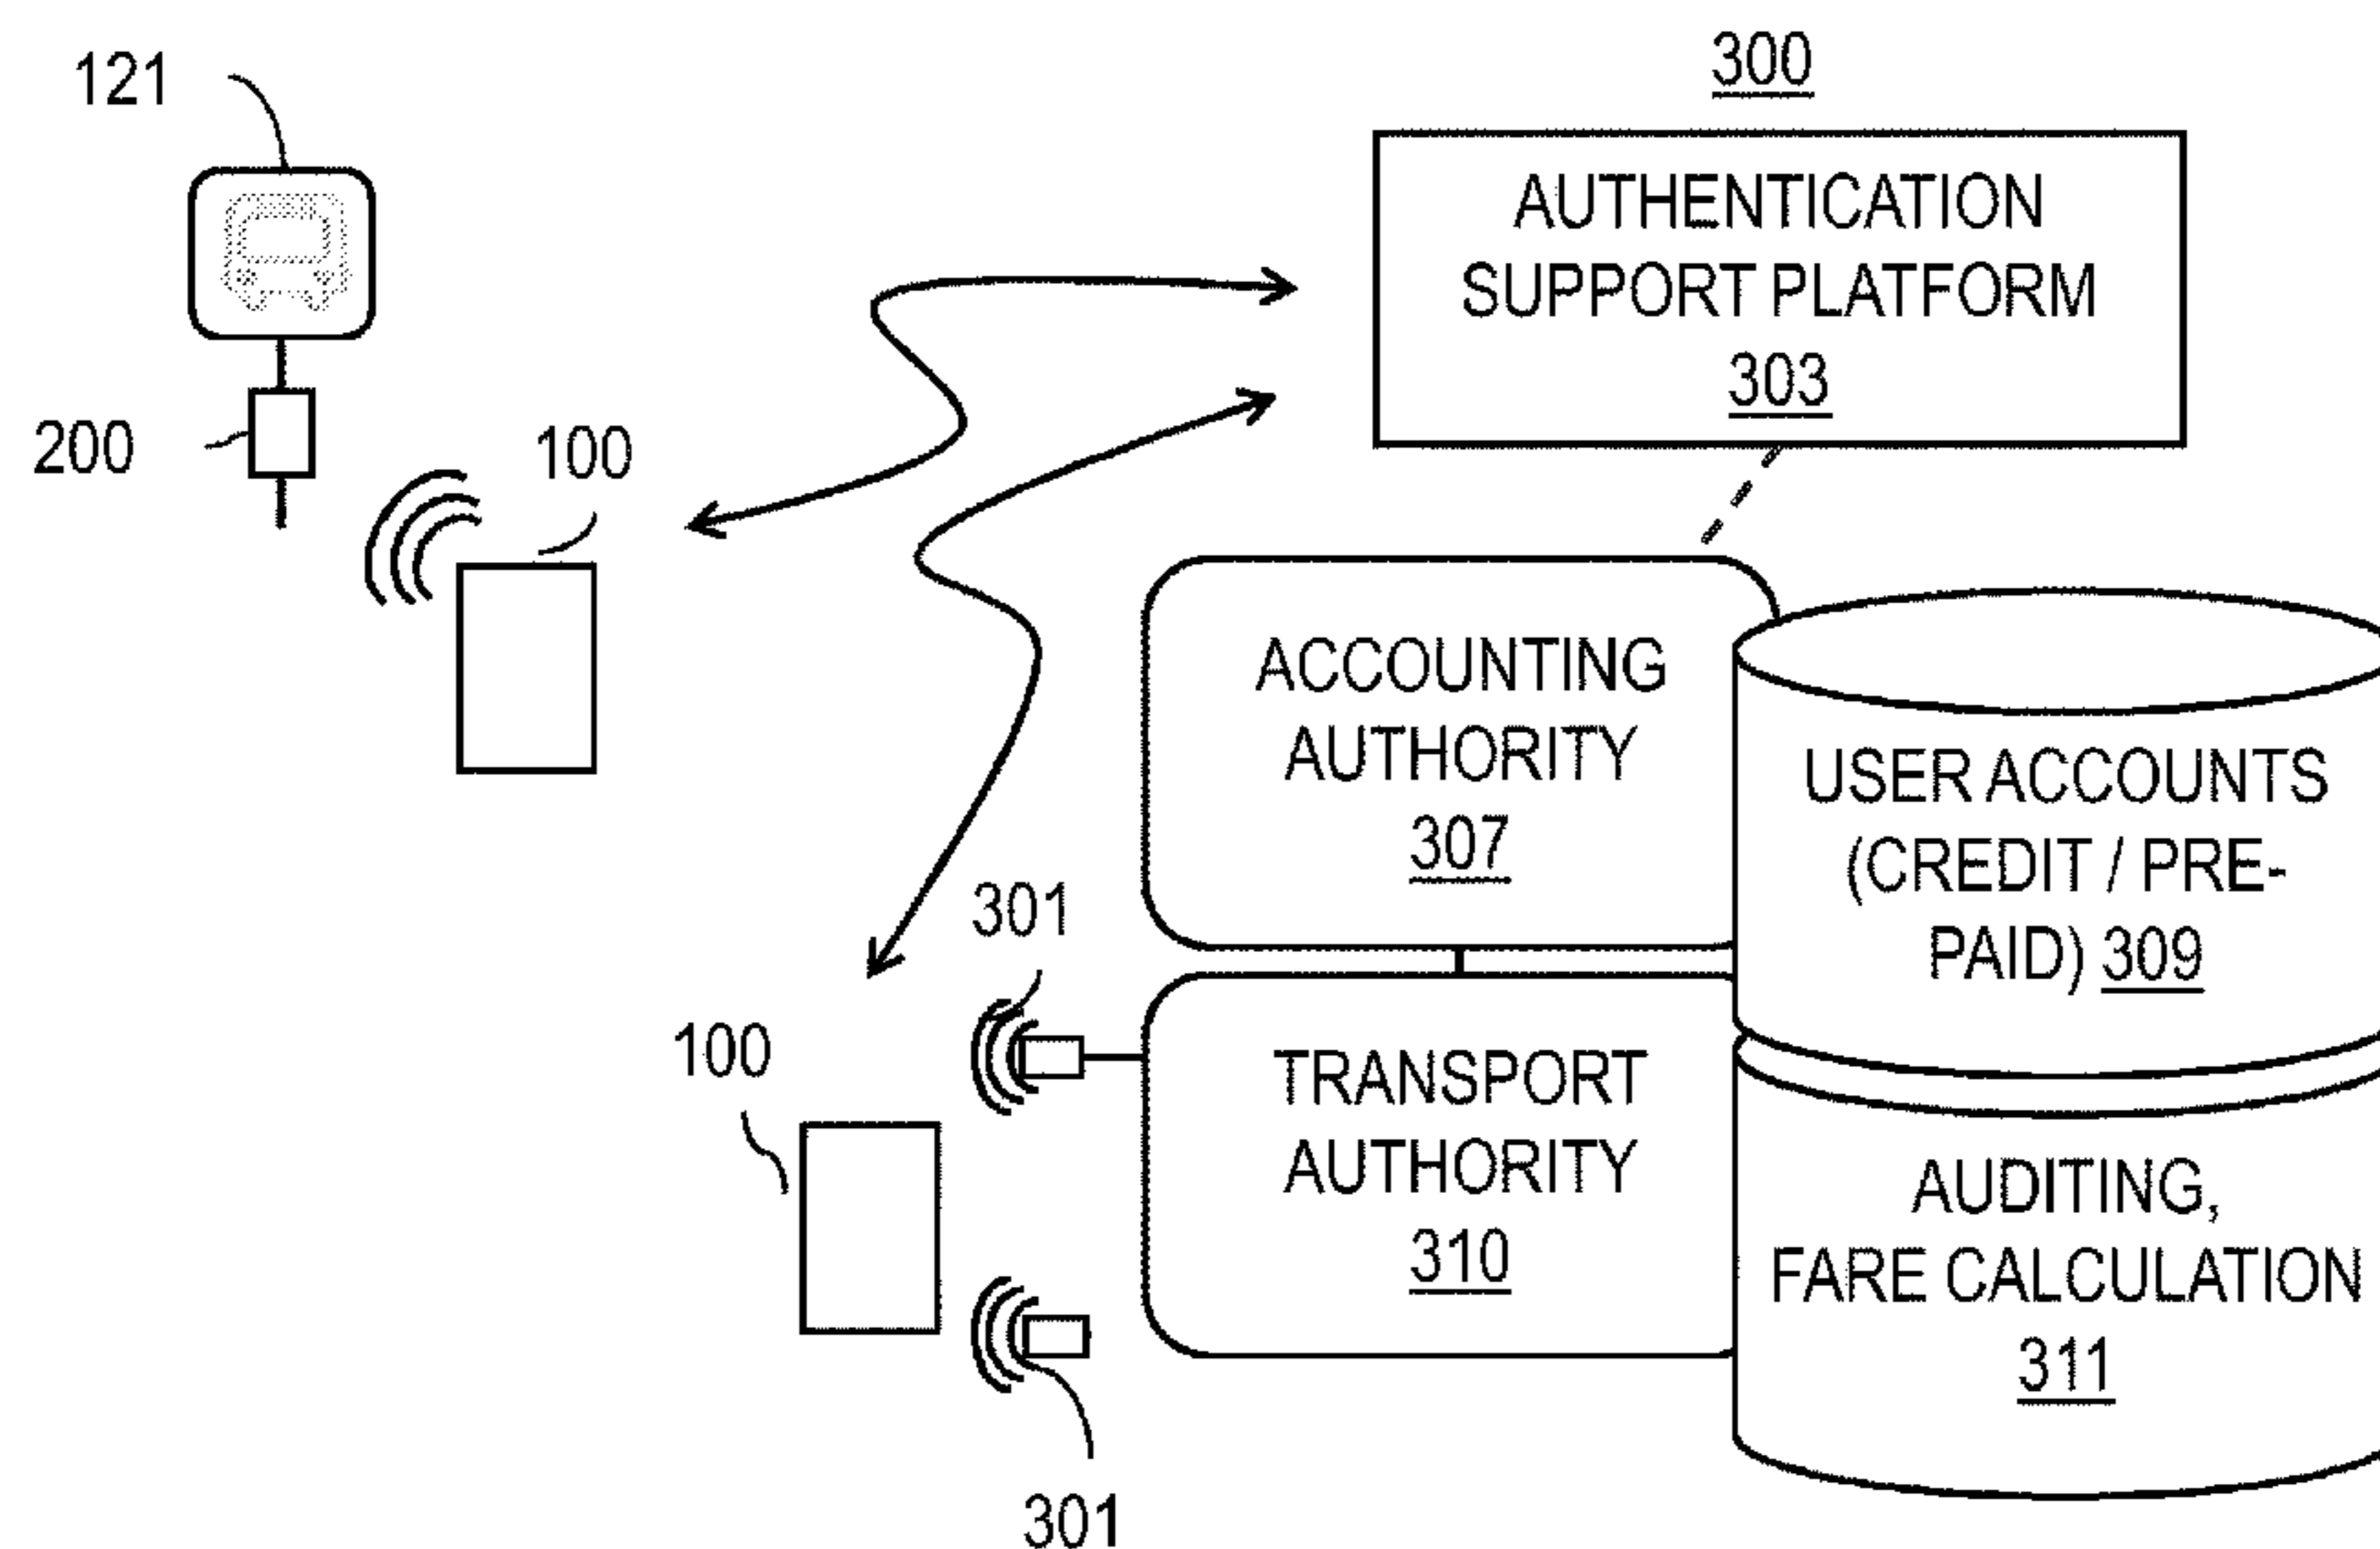 300
121
AUTHENTICATION
SUPPORT PLATFORM
303
200
100
ACCOUNTING
AUTHORITY
307
USER ACCOUNTS
(CREDIT / PRE-
PAID) 309
301
100
TRANSPORT
AUTHORITY
310
AUDITING,
FARE CALCULATION
311
301